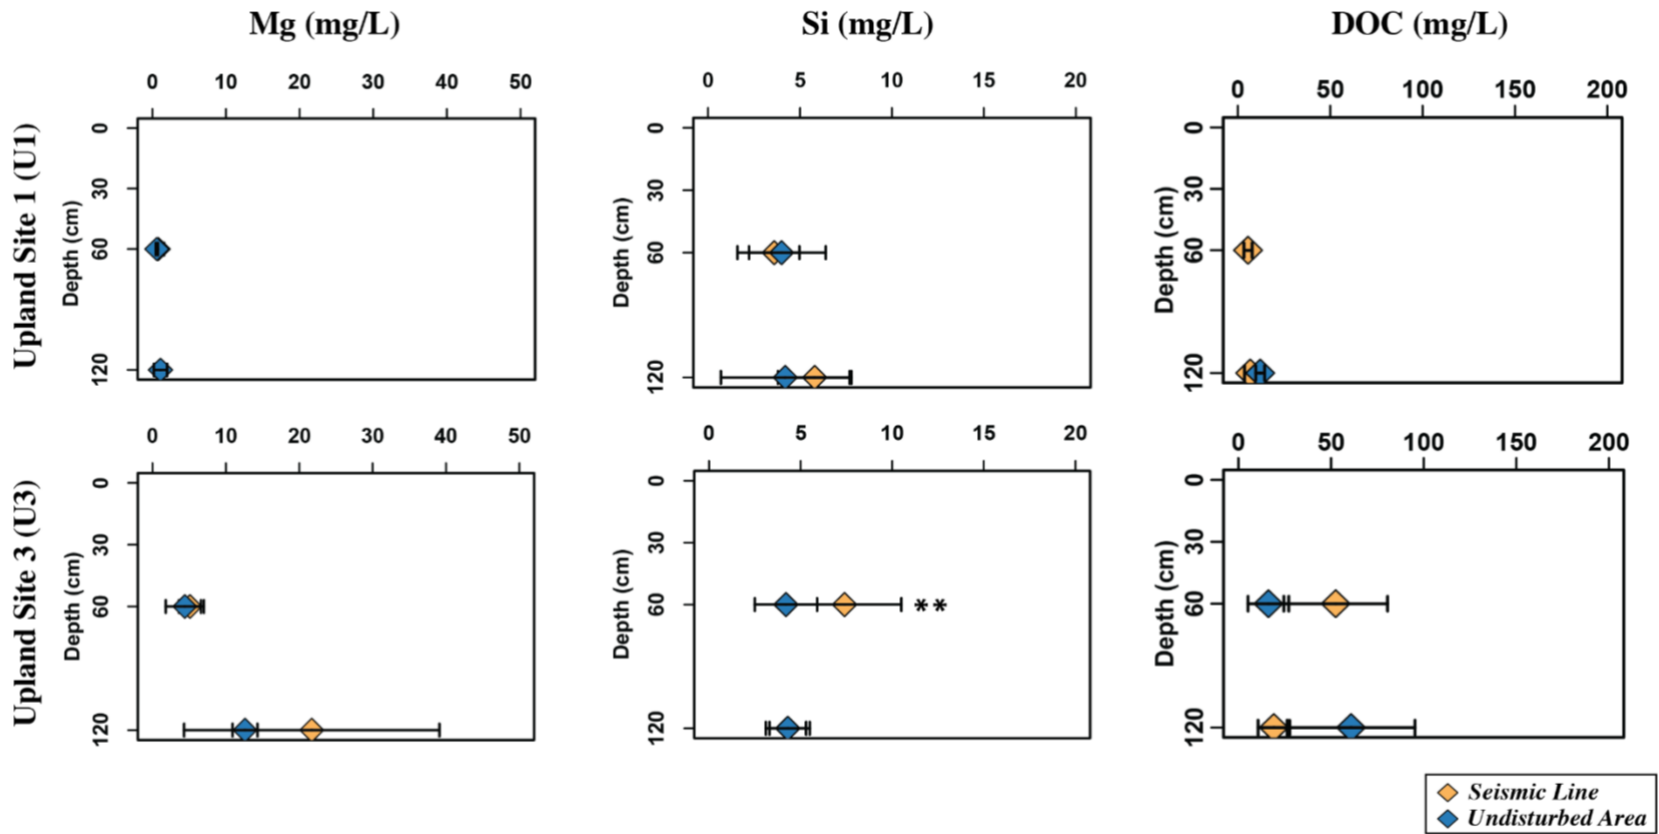 Mg (mg/L) Si (mg/L) DOC (mg/L)
0 10 20 30 40 50 0 5 10 15 20 0 50 100 150 200
Upland Site 1 (U1)
Depth (cm)
0 30 60 120
Depth (cm)
0 30 60 120
Depth (cm)
0 30 60 120
0 10 20 30 40 50 0 5 10 15 20 0 50 100 150 200
Upland Site 3 (U3)
Depth (cm)
0 30 60 120
Depth (cm)
0 30 60 120
**
Depth (cm)
0 30 60 120
Seismic Line
Undisturbed Area